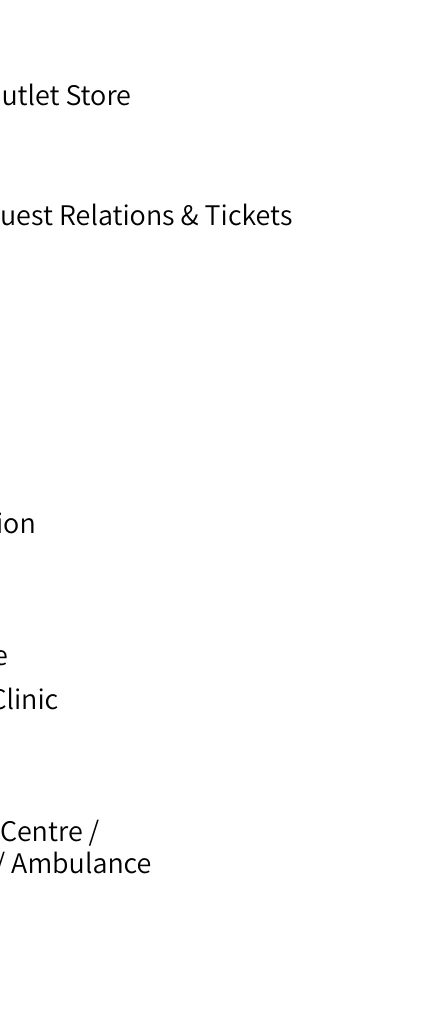 utlet Store
uest Relations & Tickets
ion
e
Clinic
Centre /
/ Ambulance